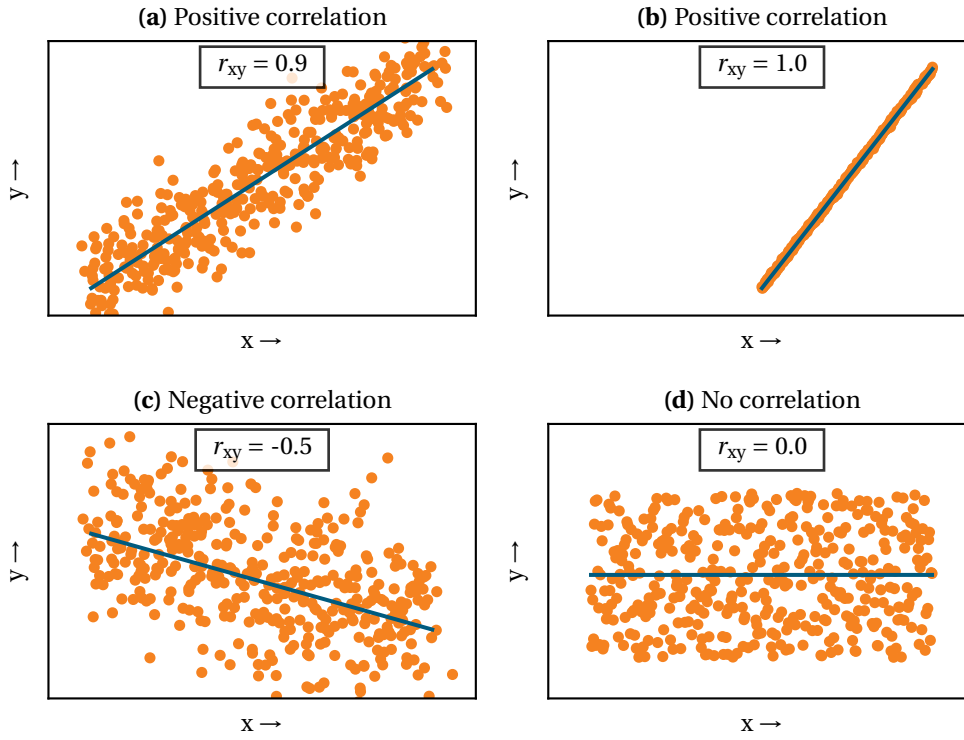 (a) Positive correlation
r_xy = 0.9
y →
x →
(b) Positive correlation
r_xy = 1.0
y →
x →
(c) Negative correlation
r_xy = -0.5
y →
x →
(d) No correlation
r_xy = 0.0
y →
x →